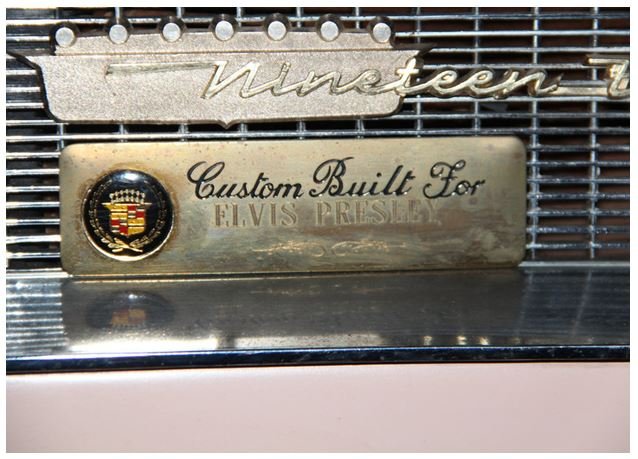 Nineteen
Custom Built For
ELVIS PRESLEY